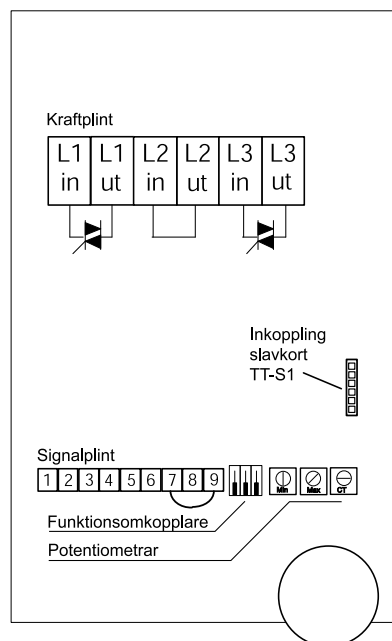 Kraftplint
L1 in L1 ut L2 in L2 ut L3 in L3 ut
Inkoppling
slavkort
TT-S1
Signalplint
1 2 3 4 5 6 7 8 9
Min Max CT
Funktionsomkopplare
Potentiometrar